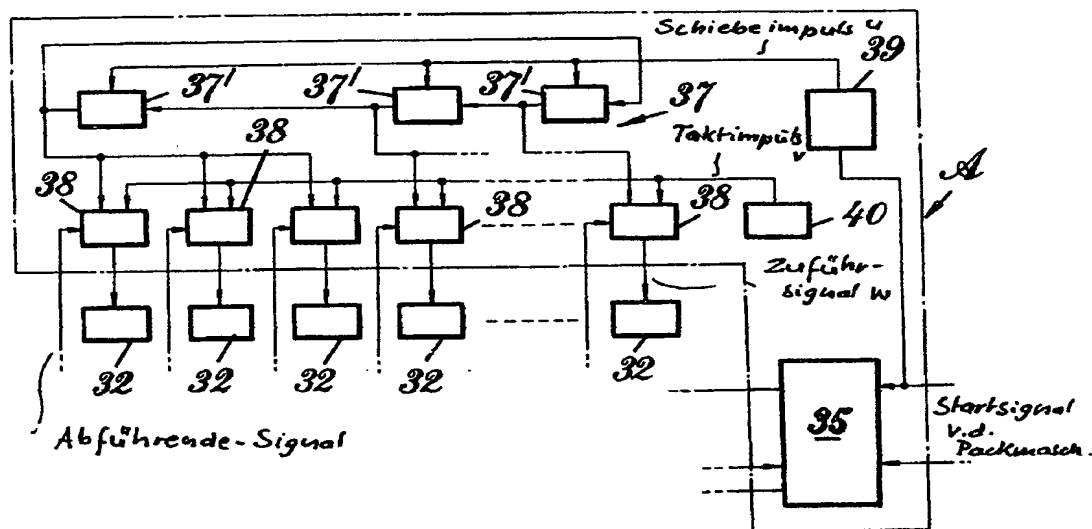 Schiebeimpuls u
39
37'
37'
37'
37
Taktimpuls
v
38
A
38
38
38
40
Zuführ-
signal w
32
32
32
32
32
35
Startsignal
v.d.
Packmasch.
Abführende-Signal